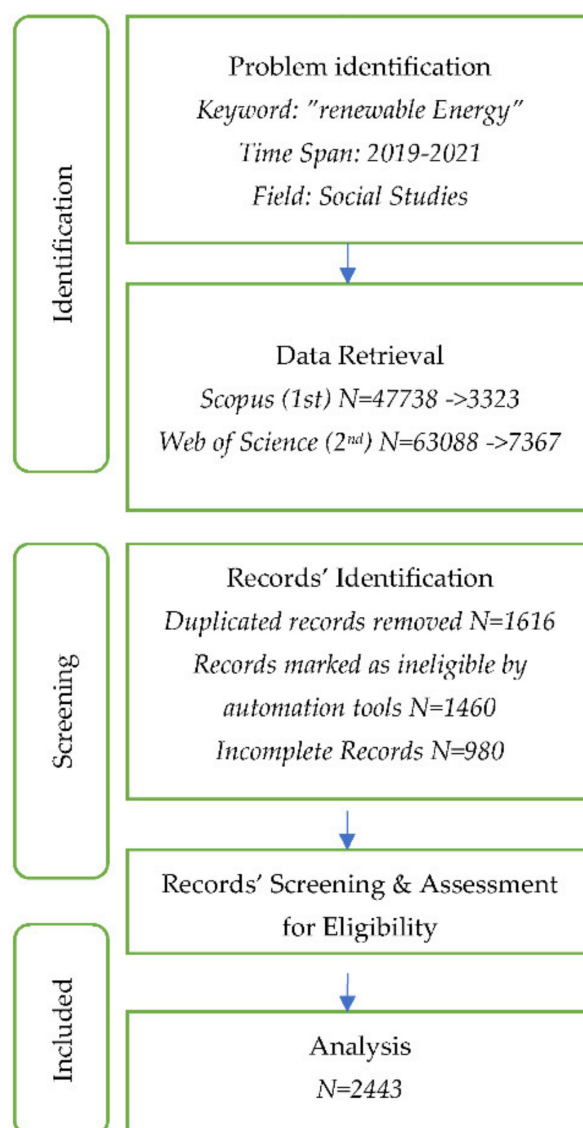 Identification
Problem identification
Keyword: ”renewable Energy”
Time Span: 2019-2021
Field: Social Studies
Data Retrieval
Scopus (1st) N=47738 ->3323
Web of Science (2nd) N=63088 ->7367
Screening
Records’ Identification
Duplicated records removed N=1616
Records marked as ineligible by
automation tools N=1460
Incomplete Records N=980
Records’ Screening & Assessment
for Eligibility
Included
Analysis
N=2443